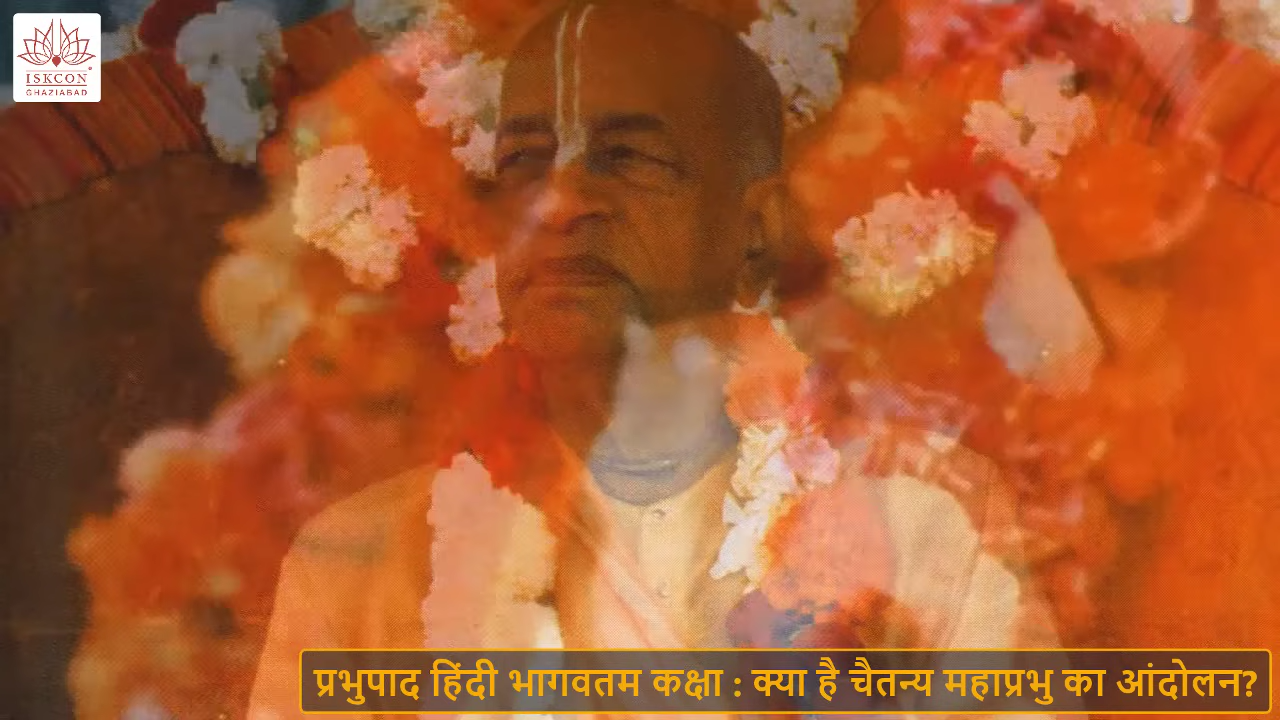 ISKCON
GHAZIABAD
प्रभुपाद हिंदी भागवतम कक्षा : क्या है चैतन्य महाप्रभु का आंदोलन?